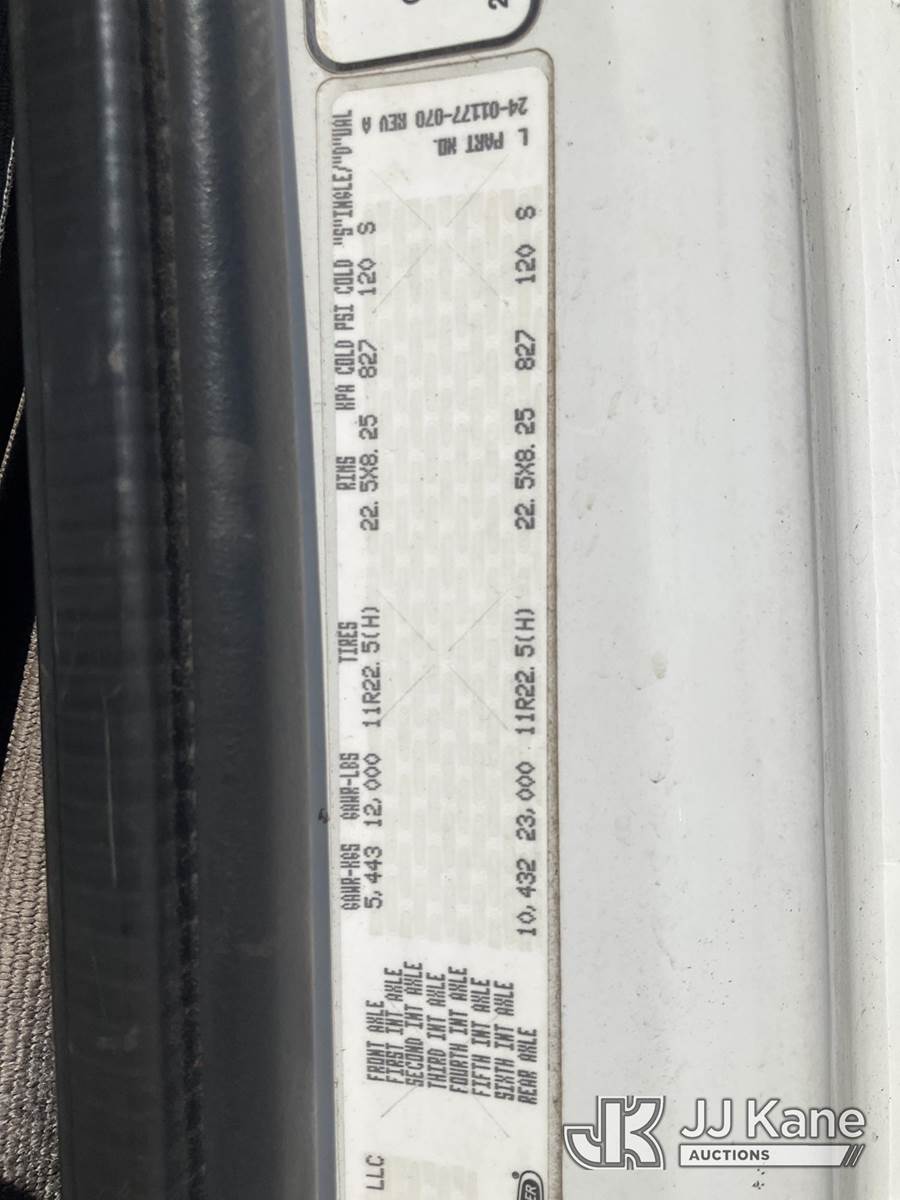 GAWR-KGS GAWR-LBS TIRES RIMS KPA COLD PSI COLD "S"INGLE/"D"UAL
FRONT AXLE 5,443 12,000 11R22.5(H) 22.5X8.25 827 120 S
FIRST INT AXLE
SECOND INT AXLE
THIRD INT AXLE
FOURTH INT AXLE
FIFTH INT AXLE
SIXTH INT AXLE
REAR AXLE 10,432 23,000 11R22.5(H) 22.5X8.25 827 120 S
LLC
L PART NO.
24-01177-070 REV A
JJ Kane
AUCTIONS